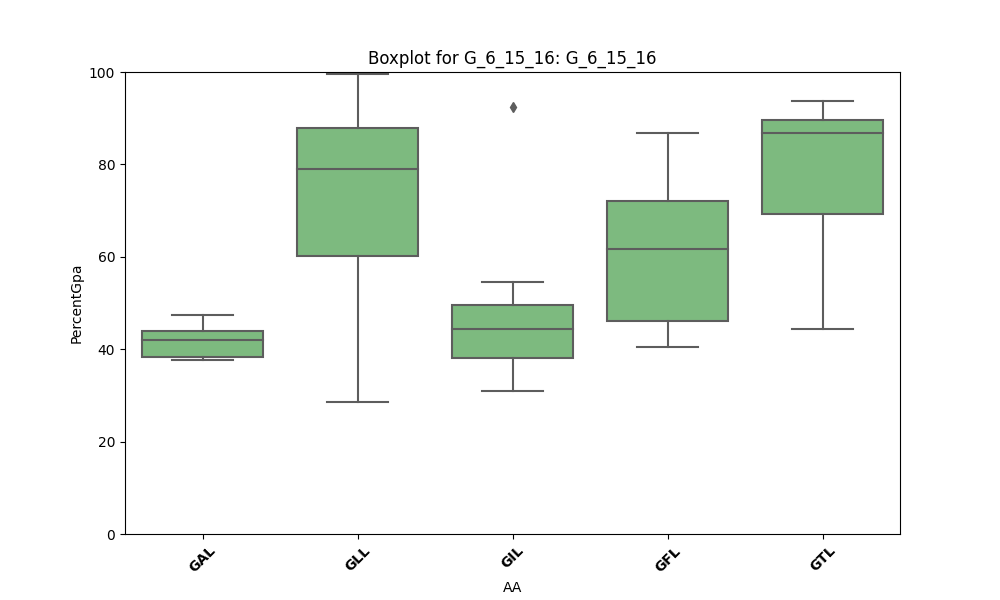 Boxplot for G_6_15_16: G_6_15_16
100
80
60
40
20
0
PercentGpa
GAL
GLL
GIL
GFL
GTL
AA